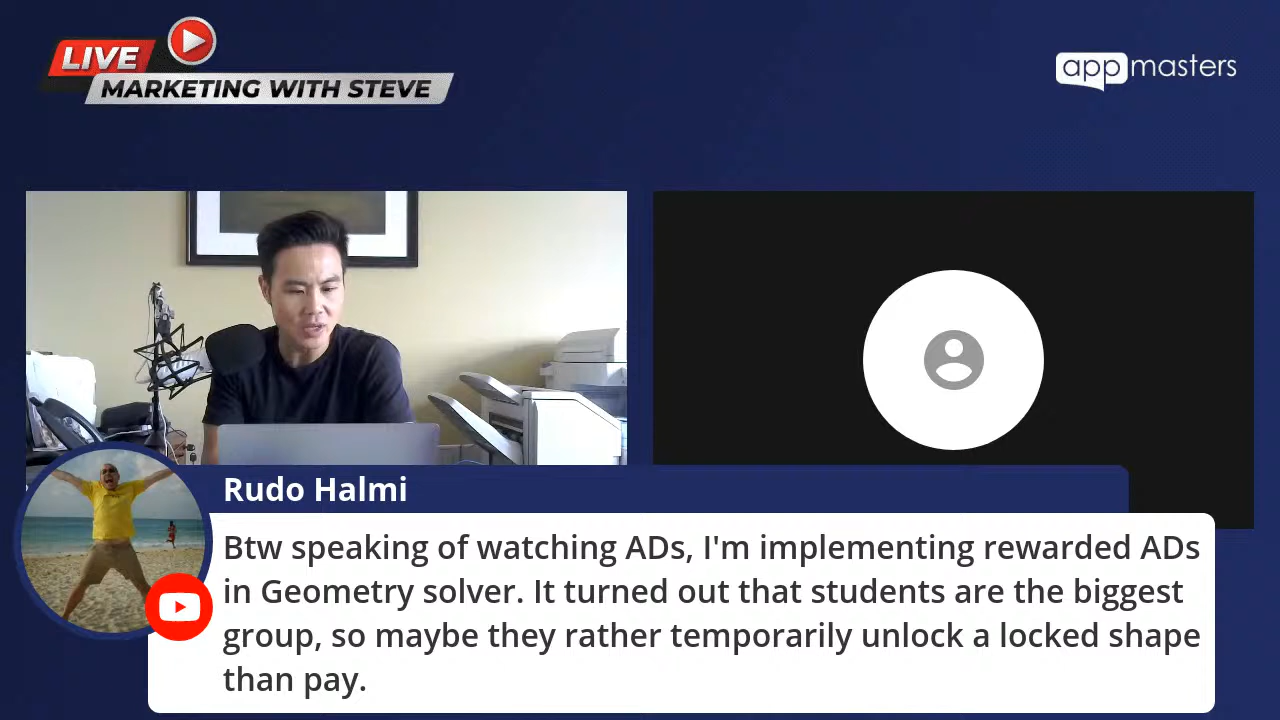 LIVE
MARKETING WITH STEVE
appmasters
Rudo Halmi
Btw speaking of watching ADs, I'm implementing rewarded ADs
in Geometry solver. It turned out that students are the biggest
group, so maybe they rather temporarily unlock a locked shape
than pay.